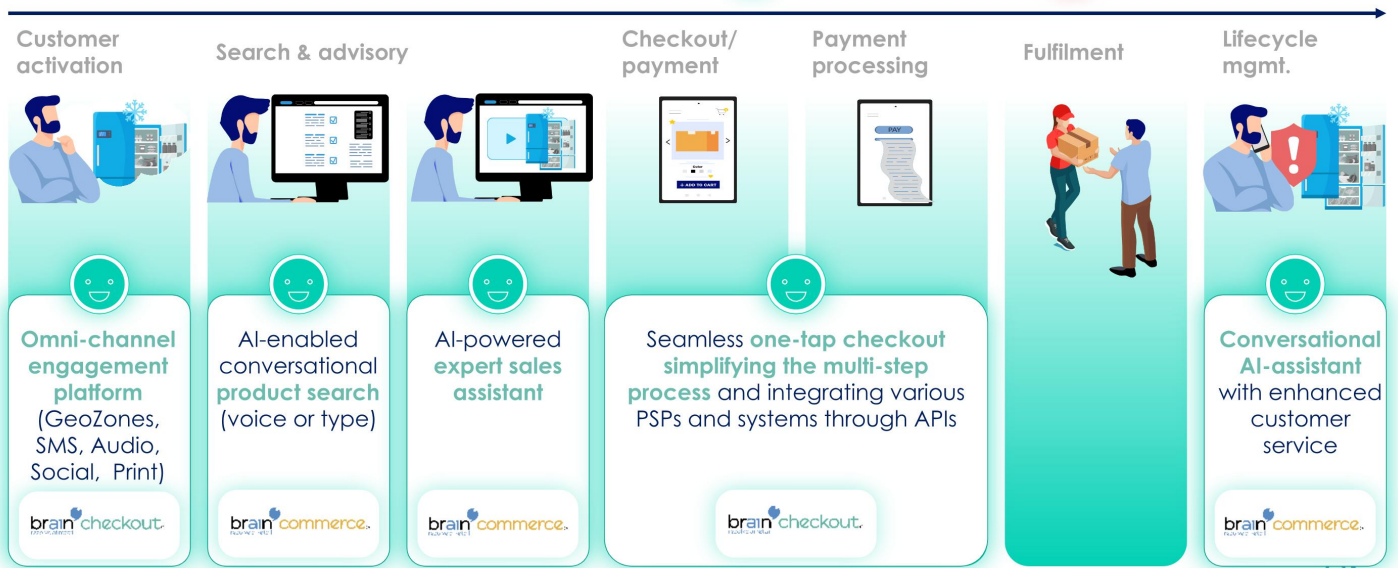 Customer
activation
Search & advisory
Checkout/
payment
Payment
processing
Fulfilment
Lifecycle
mgmt.
ADD TO CART
PAY
Omni-channel
engagement
platform
(GeoZones,
SMS, Audio,
Social, Print)
brain checkout
AI-enabled
conversational
product search
(voice or type)
brain commerce
AI-powered
expert sales
assistant
brain commerce
Seamless one-tap checkout
simplifying the multi-step
process and integrating various
PSPs and systems through APIs
brain checkout
Conversational
AI-assistant
with enhanced
customer
service
brain commerce